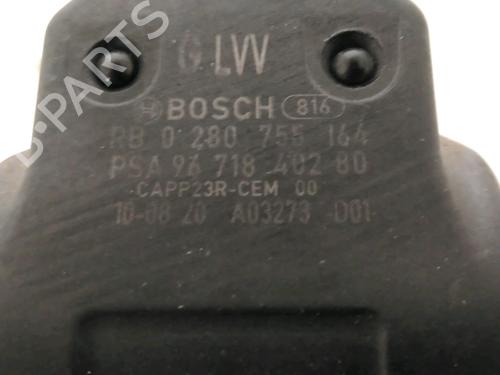 G LW
BOSCH 816
RB 0 280 755 164
PSA 96 718 402 80
-CAPP23R-CEM 00
10-08 20 A03273 D01
B-PARTS